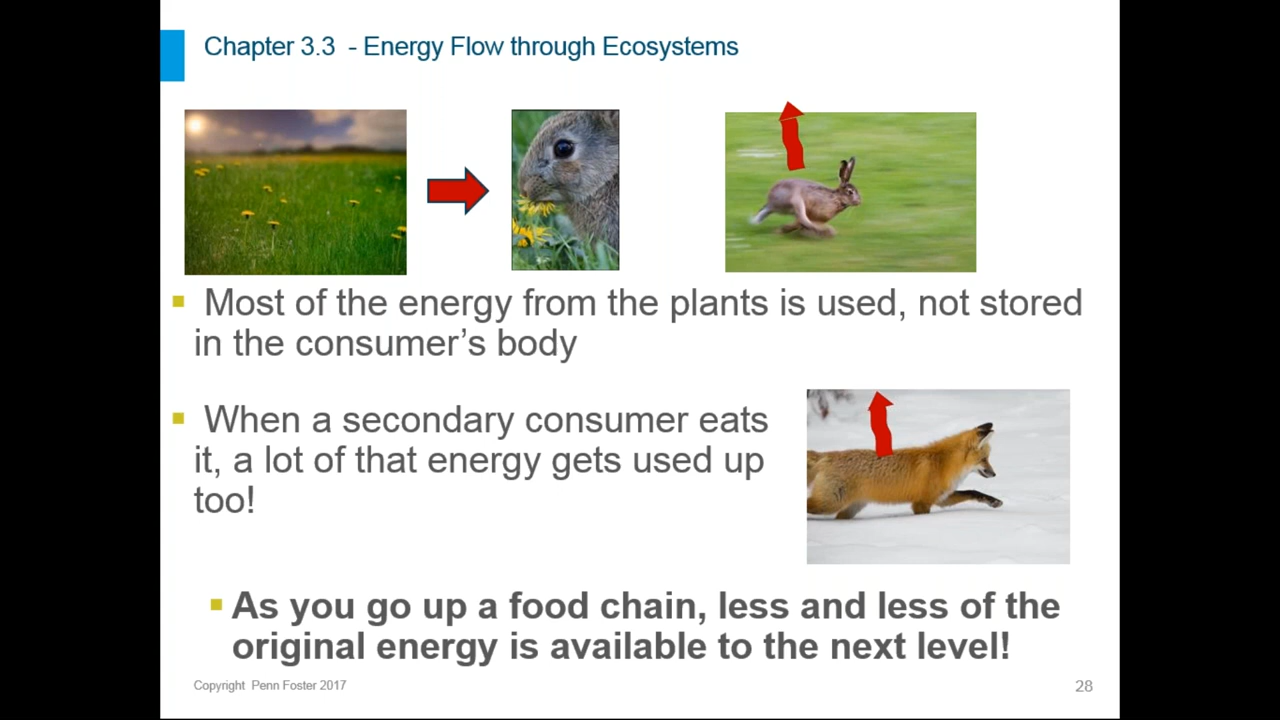 Chapter 3.3 - Energy Flow through Ecosystems
Most of the energy from the plants is used, not stored
in the consumer’s body
When a secondary consumer eats
it, a lot of that energy gets used up
too!
As you go up a food chain, less and less of the
original energy is available to the next level!
Copyright Penn Foster 2017
28